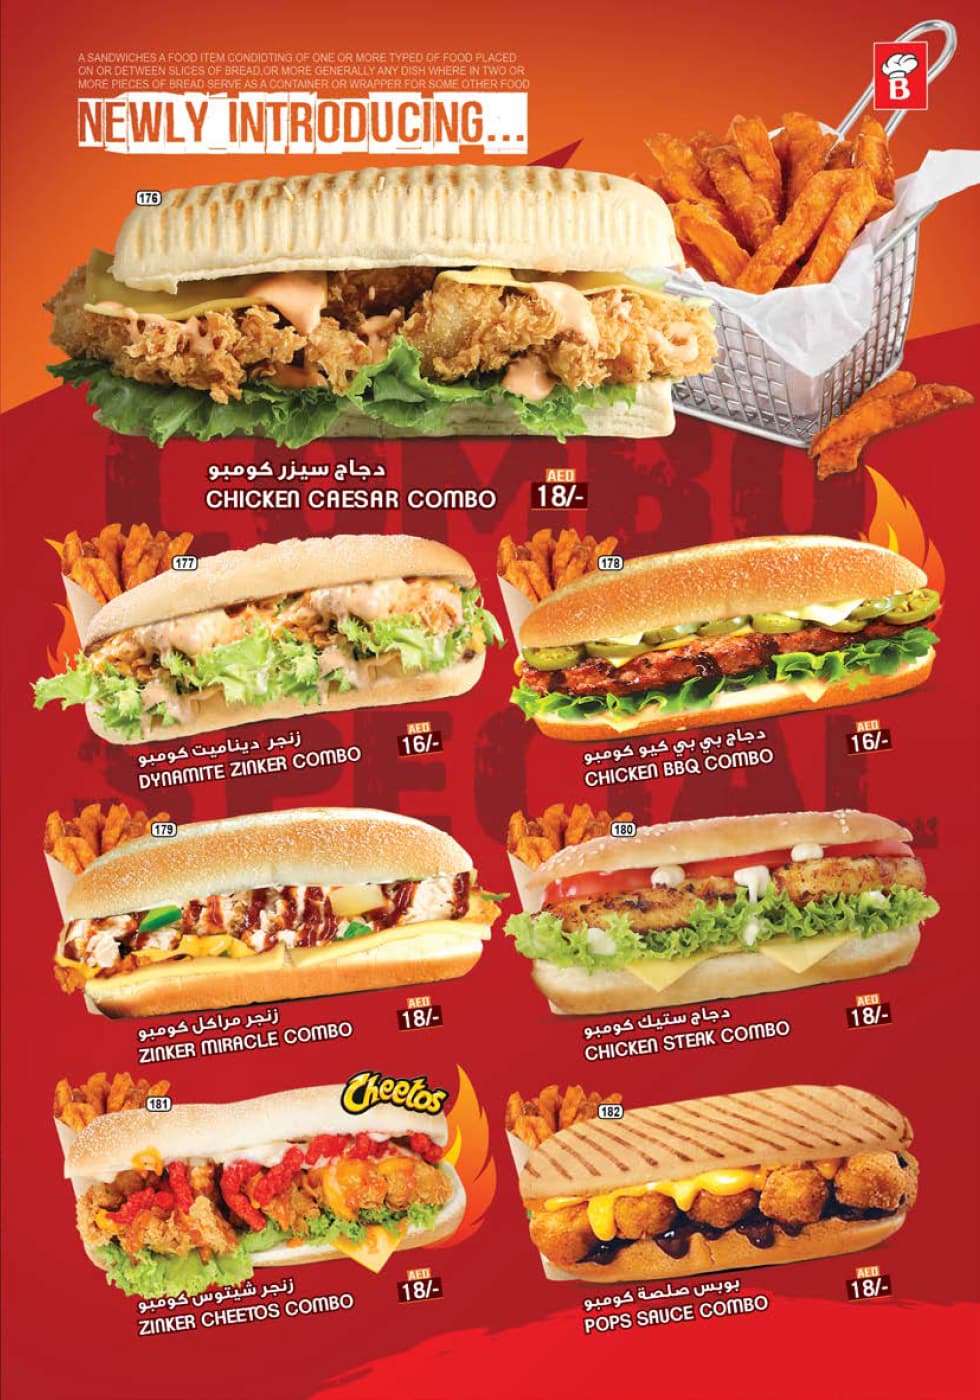 A SANDWICHES A FOOD ITEM CONDIDTING OF ONE OR MORE TYPED OF FOOD PLACED
ON OR DETWEEN SLICES OF BREAD,OR MORE GENERALLY ANY DISH WHERE IN TWO OR
MORE PIECES OF BREAD SERVE AS A CONTAINER OR WRAPPER FOR SOME OTHER FOOD
NEWLY INTRODUCING...
B
176
دجاج سيزر كومبو
CHICKEN CAESAR COMBO
AED
18/-
COMBO
SPECIAL
177
زنجر ديناميت كومبو
DYNAMITE ZINKER COMBO
AED
16/-
178
دجاج بي بي كيو كومبو
CHICKEN BBQ COMBO
AED
16/-
179
زنجر مراكل كومبو
ZINKER MIRACLE COMBO
AED
18/-
180
دجاج ستيك كومبو
CHICKEN STEAK COMBO
AED
18/-
181
Cheetos
زنجر شيتوس كومبو
ZINKER CHEETOS COMBO
AED
18/-
182
بوبس صلصة كومبو
POPS SAUCE COMBO
AED
18/-